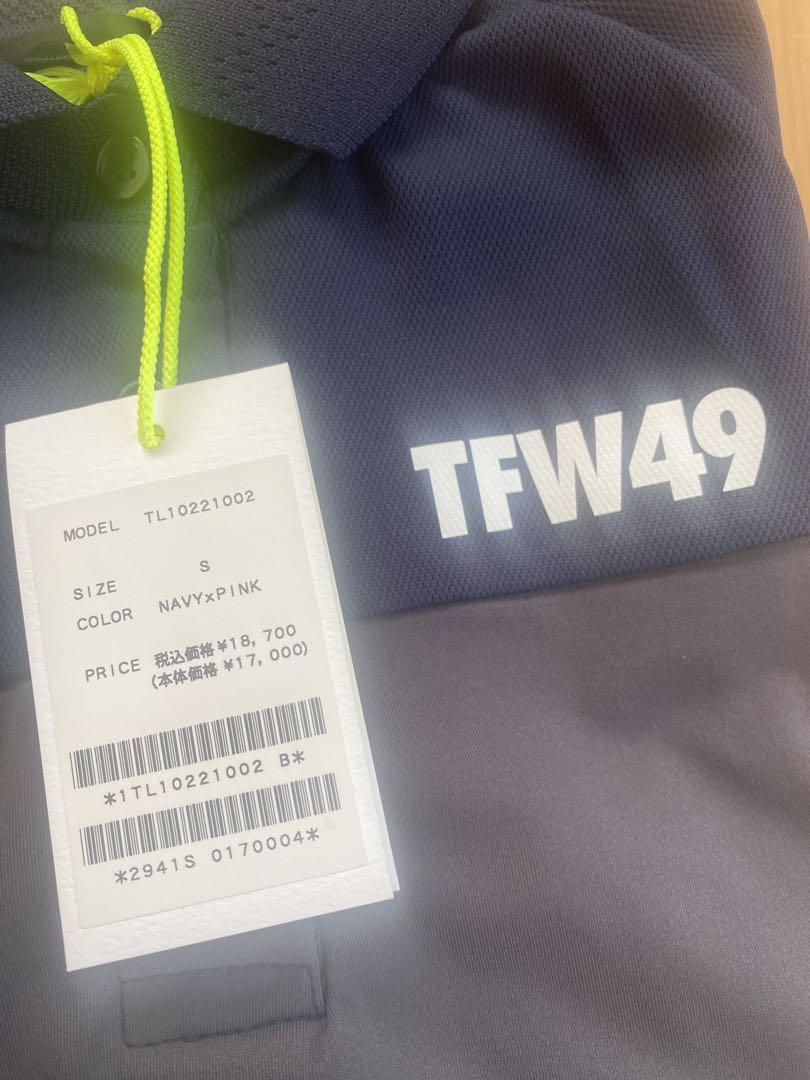 TFW49
MODEL TL10221002
SIZE S
COLOR NAVYxPINK
PRICE 税込価格¥18,700
(本体価格 ¥17,000)
*1TL10221002 B*
*2941S 0170004*